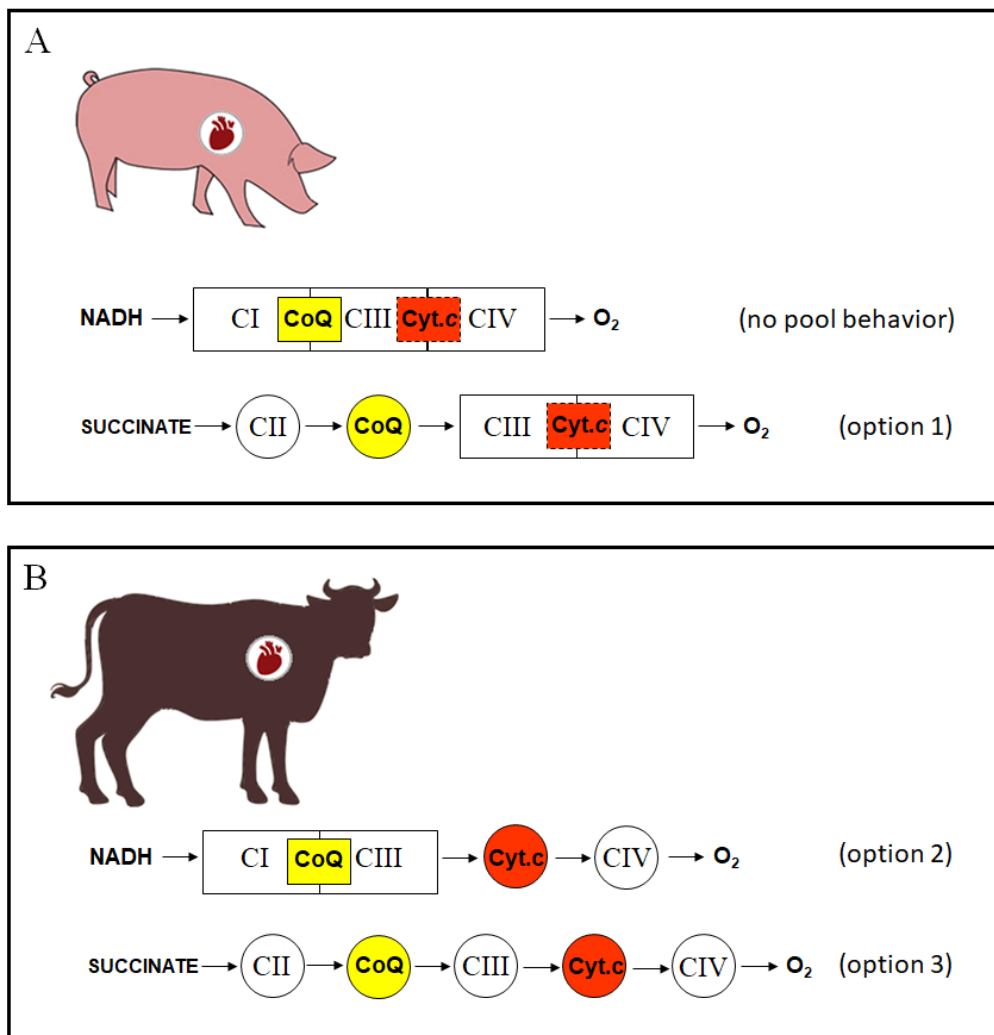 A
NADH CI CoQ CIII Cyt.c CIV O₂ (no pool behavior)
SUCCINATE CII CoQ CIII Cyt.c CIV O₂ (option 1)
B
NADH CI CoQ CIII Cyt.c CIV O₂ (option 2)
SUCCINATE CII CoQ CIII Cyt.c CIV O₂ (option 3)